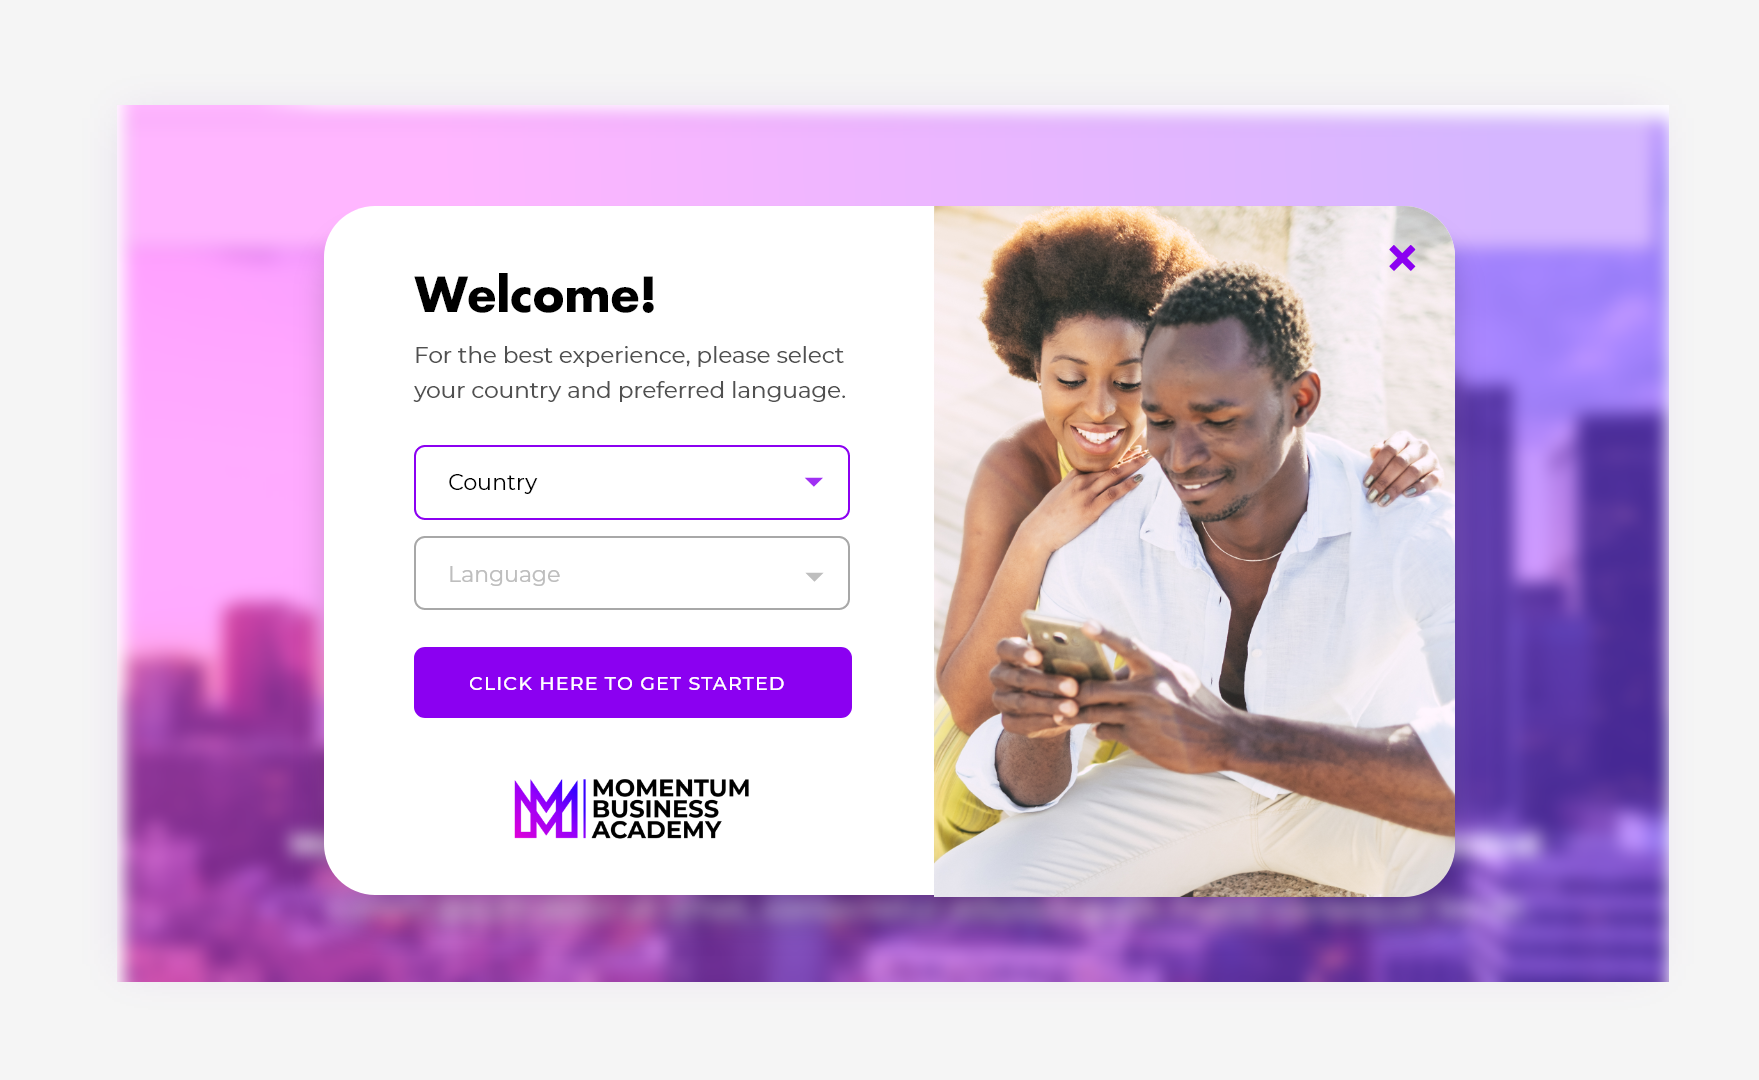 Welcome!
For the best experience, please select
your country and preferred language.
Country
Language
CLICK HERE TO GET STARTED
MOMENTUM
BUSINESS
ACADEMY